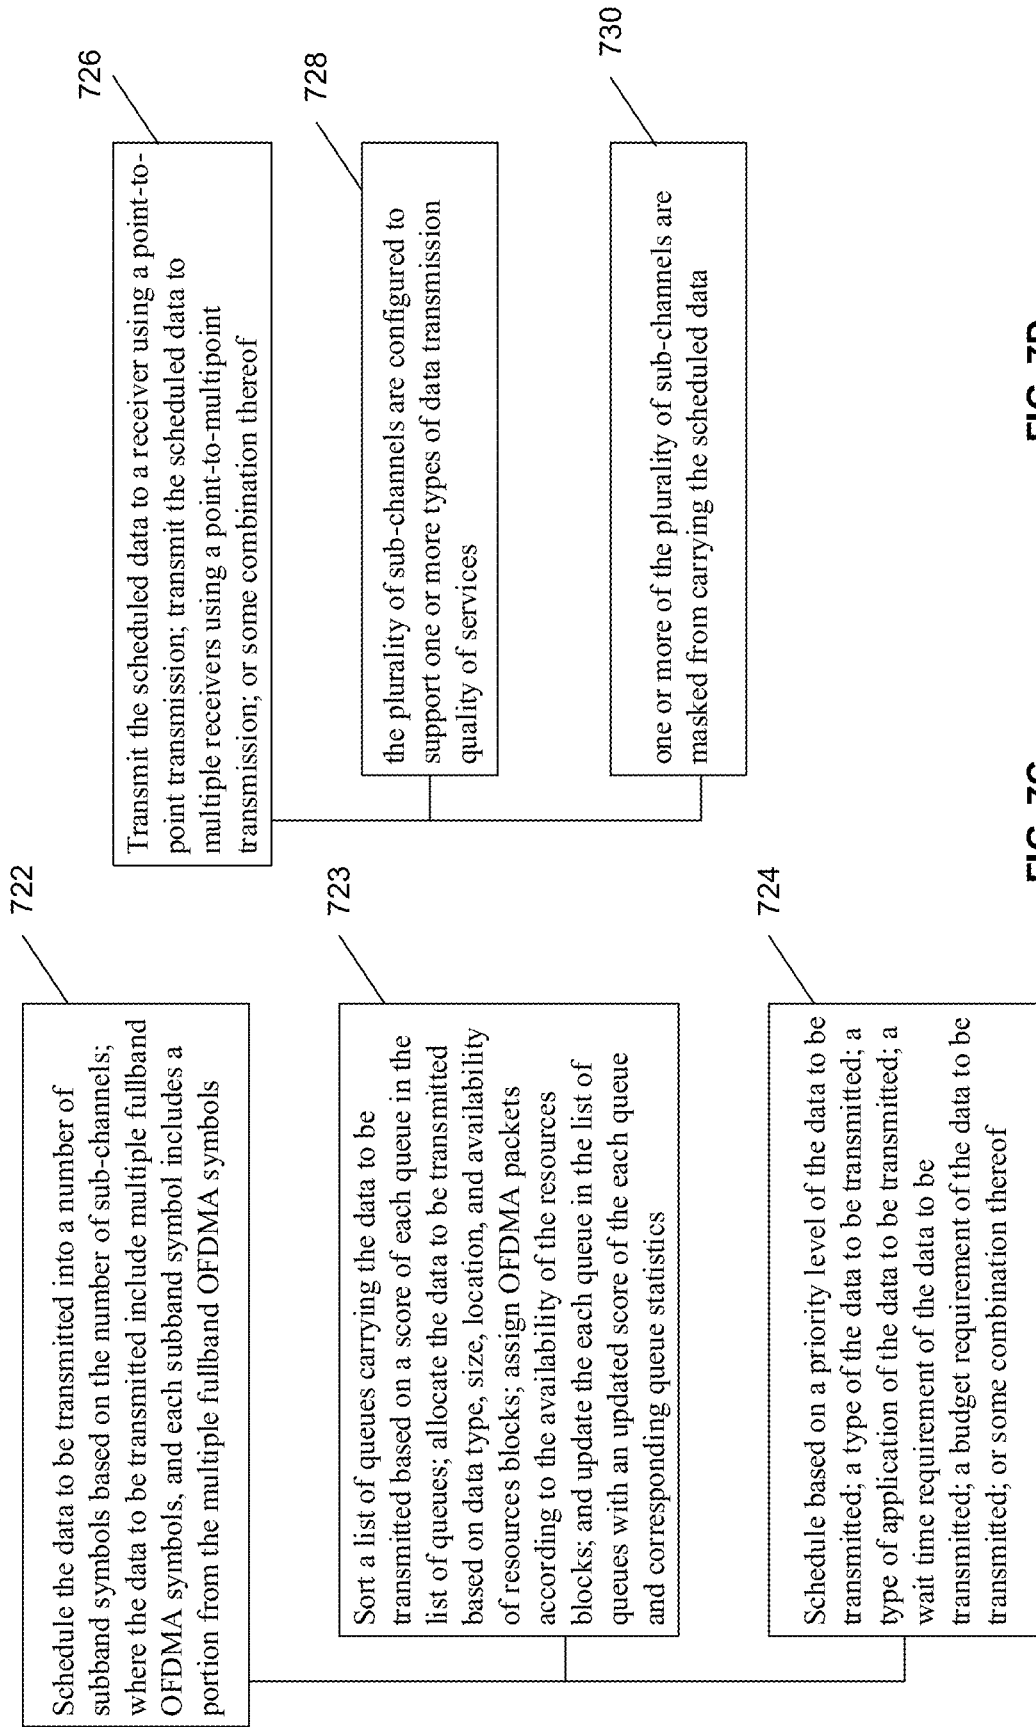 722
Schedule the data to be transmitted into a number of
subband symbols based on the number of sub-channels;
where the data to be transmitted include multiple fullband
OFDMA symbols, and each subband symbol includes a
portion from the multiple fullband OFDMA symbols
723
Sort a list of queues carrying the data to be
transmitted based on a score of each queue in the
list of queues; allocate the data to be transmitted
based on data type, size, location, and availability
of resources blocks; assign OFDMA packets
according to the availability of the resources
blocks; and update the each queue in the list of
queues with an updated score of the each queue
and corresponding queue statistics
724
Schedule based on a priority level of the data to be
transmitted; a type of the data to be transmitted; a
type of application of the data to be transmitted; a
wait time requirement of the data to be
transmitted; a budget requirement of the data to be
transmitted; or some combination thereof
FIG. 7C
726
Transmit the scheduled data to a receiver using a point-to-
point transmission; transmit the scheduled data to
multiple receivers using a point-to-multipoint
transmission; or some combination thereof
728
the plurality of sub-channels are configured to
support one or more types of data transmission
quality of services
730
one or more of the plurality of sub-channels are
masked from carrying the scheduled data
FIG. 7D